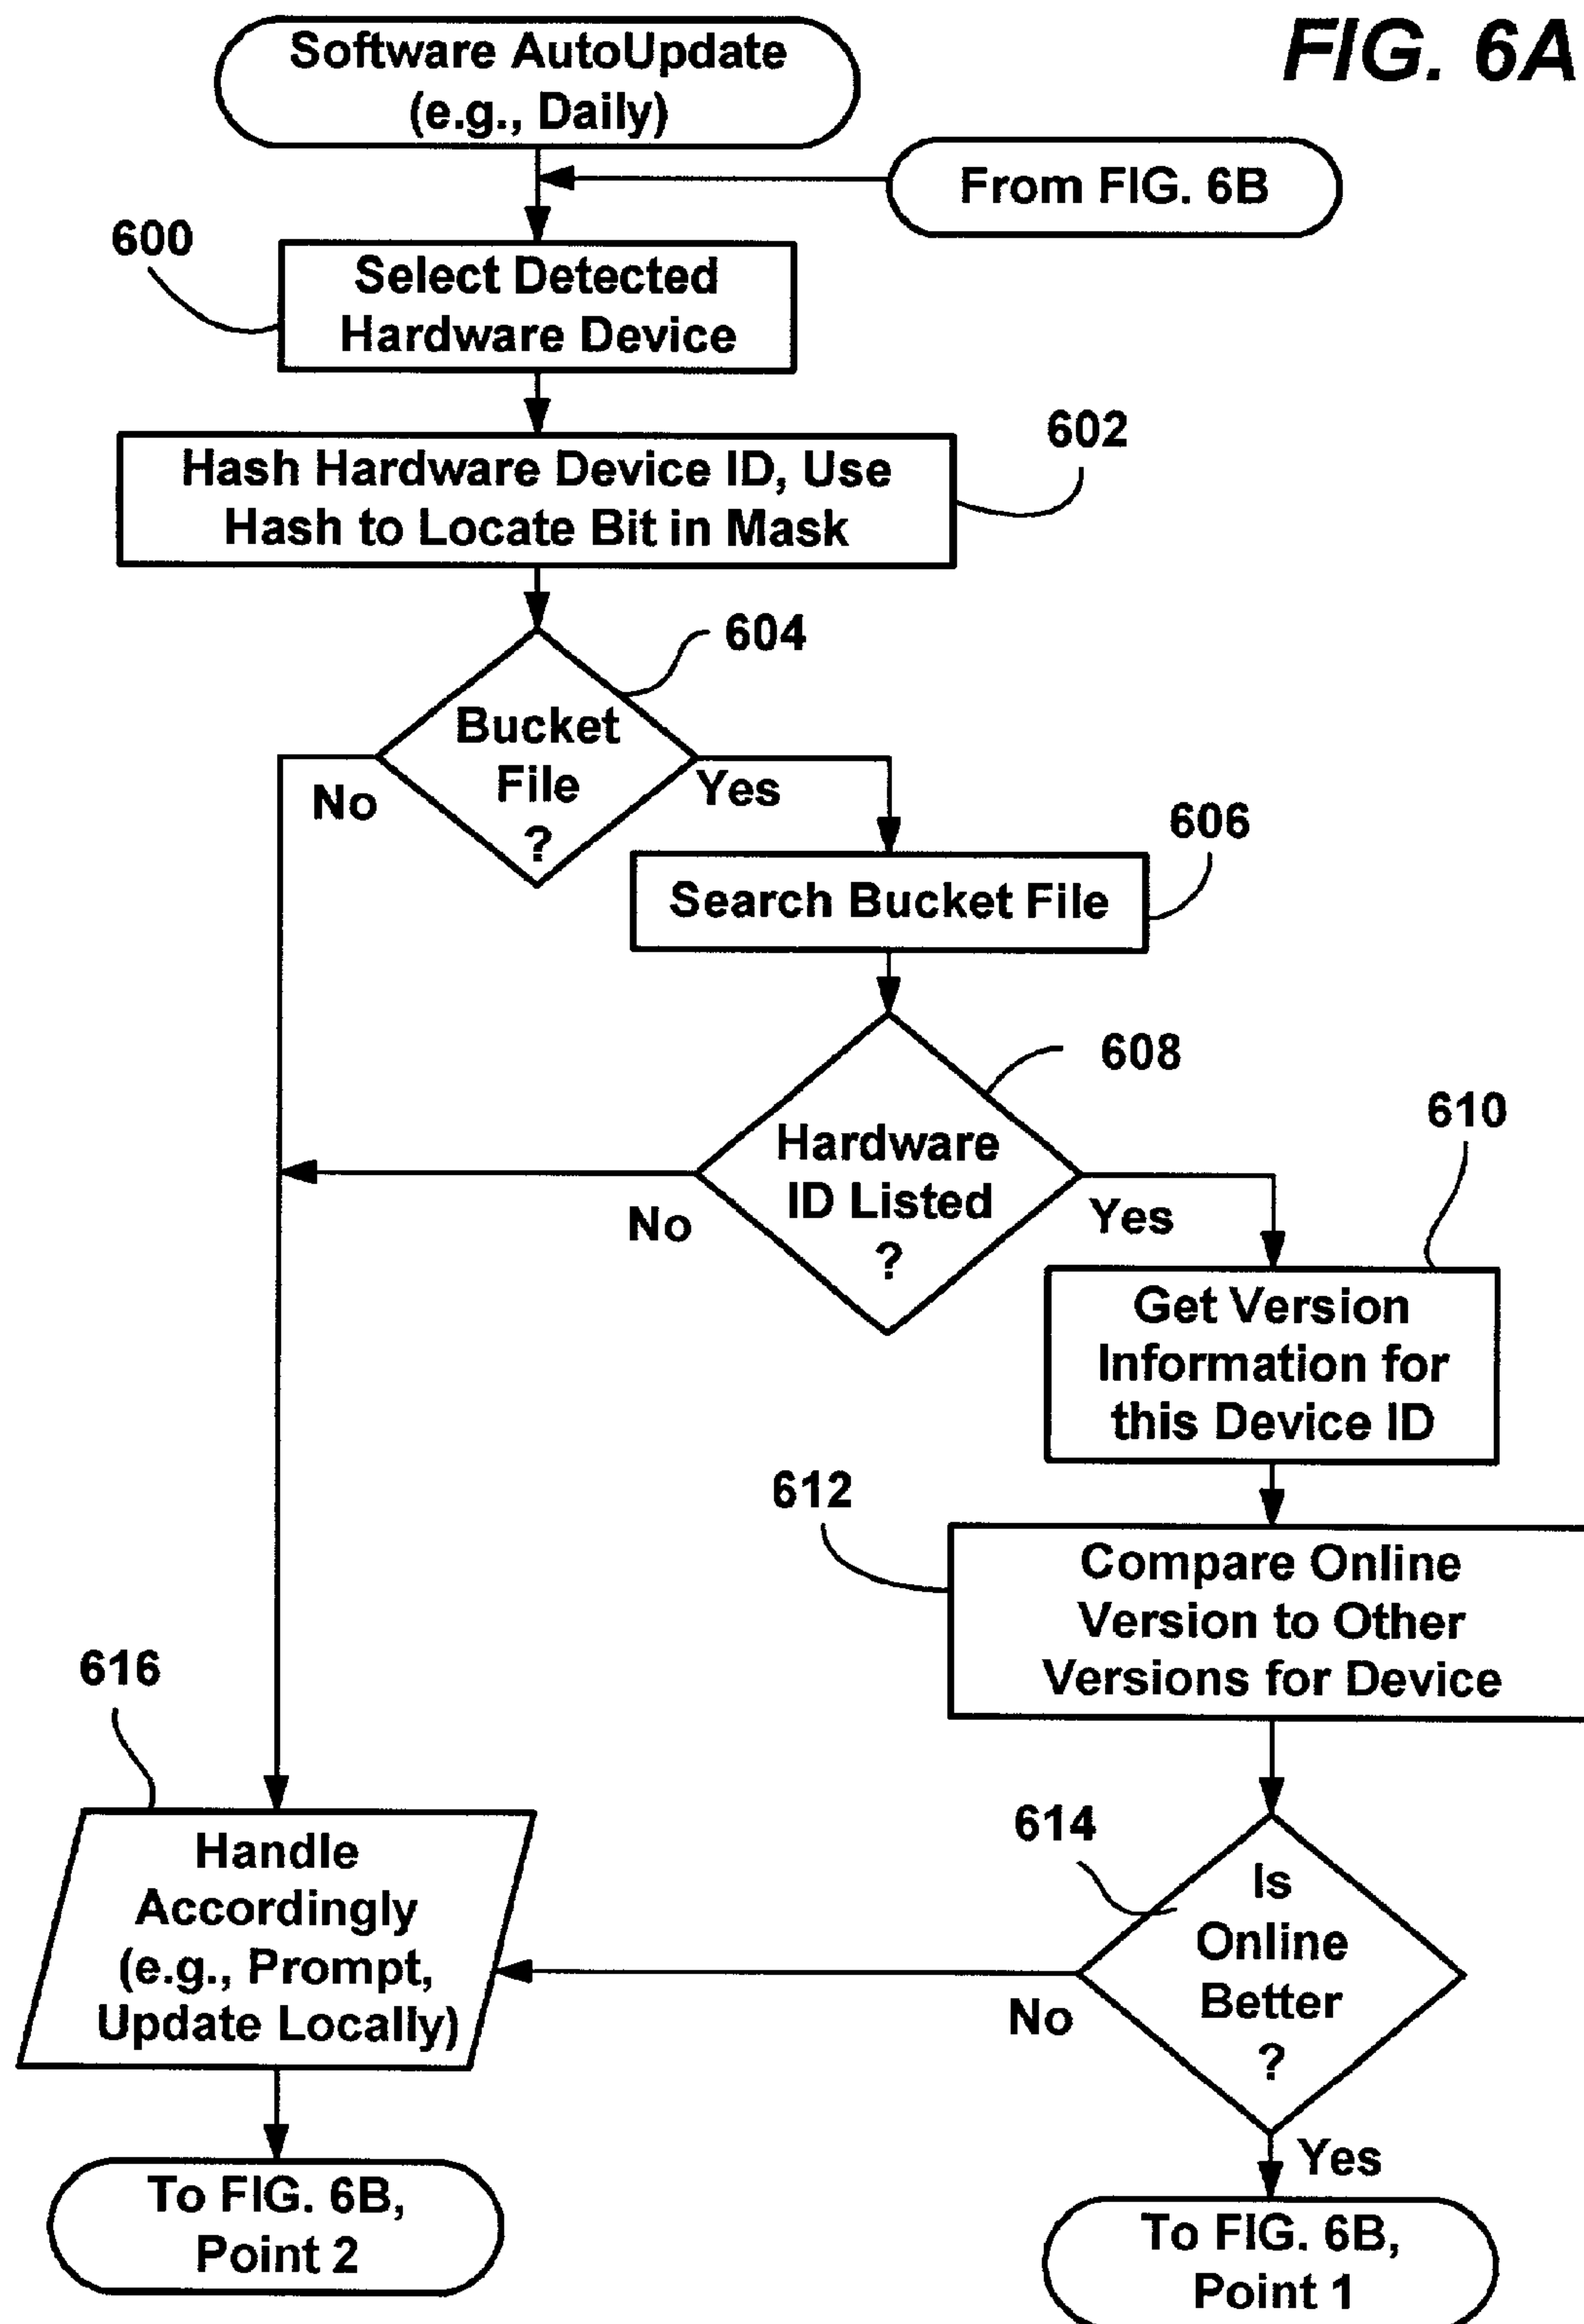 FIG. 6A
Software AutoUpdate
(e.g., Daily)
From FIG. 6B
600
Select Detected
Hardware Device
602
Hash Hardware Device ID, Use
Hash to Locate Bit in Mask
604
Bucket
File
?
No
Yes
606
Search Bucket File
608
Hardware
ID Listed
?
No
Yes
610
Get Version
Information for
this Device ID
612
Compare Online
Version to Other
Versions for Device
614
Is
Online
Better
?
No
Yes
616
Handle
Accordingly
(e.g., Prompt,
Update Locally)
To FIG. 6B,
Point 2
To FIG. 6B,
Point 1